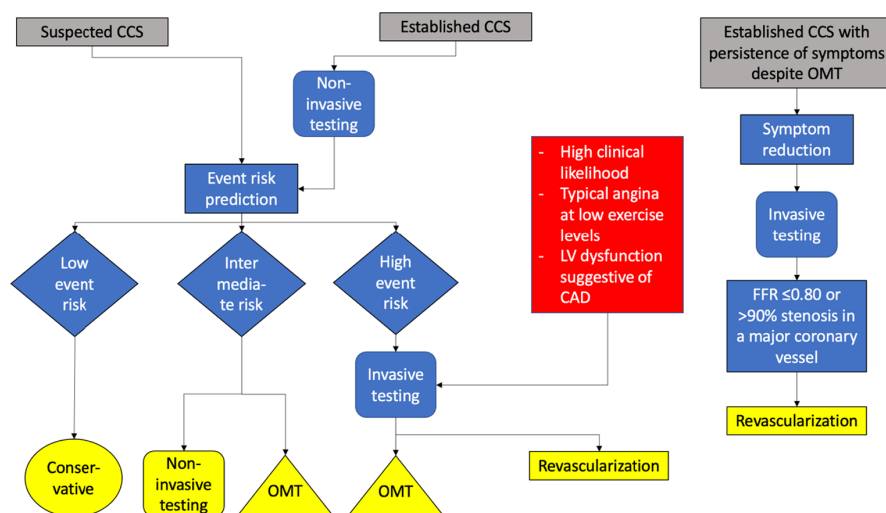 Suspected CCS
Established CCS
Established CCS with
persistence of symptoms
despite OMT
Non-
invasive
testing
Event risk
prediction
- High clinical
likelihood
- Typical angina
at low exercise
levels
- LV dysfunction
suggestive of
CAD
Symptom
reduction
Invasive
testing
Low
event
risk
Inter
media-
te risk
High
event
risk
FFR ≤0.80 or
>90% stenosis in
a major coronary
vessel
Invasive
testing
Revascularization
Conser-
vative
Non-
invasive
testing
OMT
OMT
Revascularization